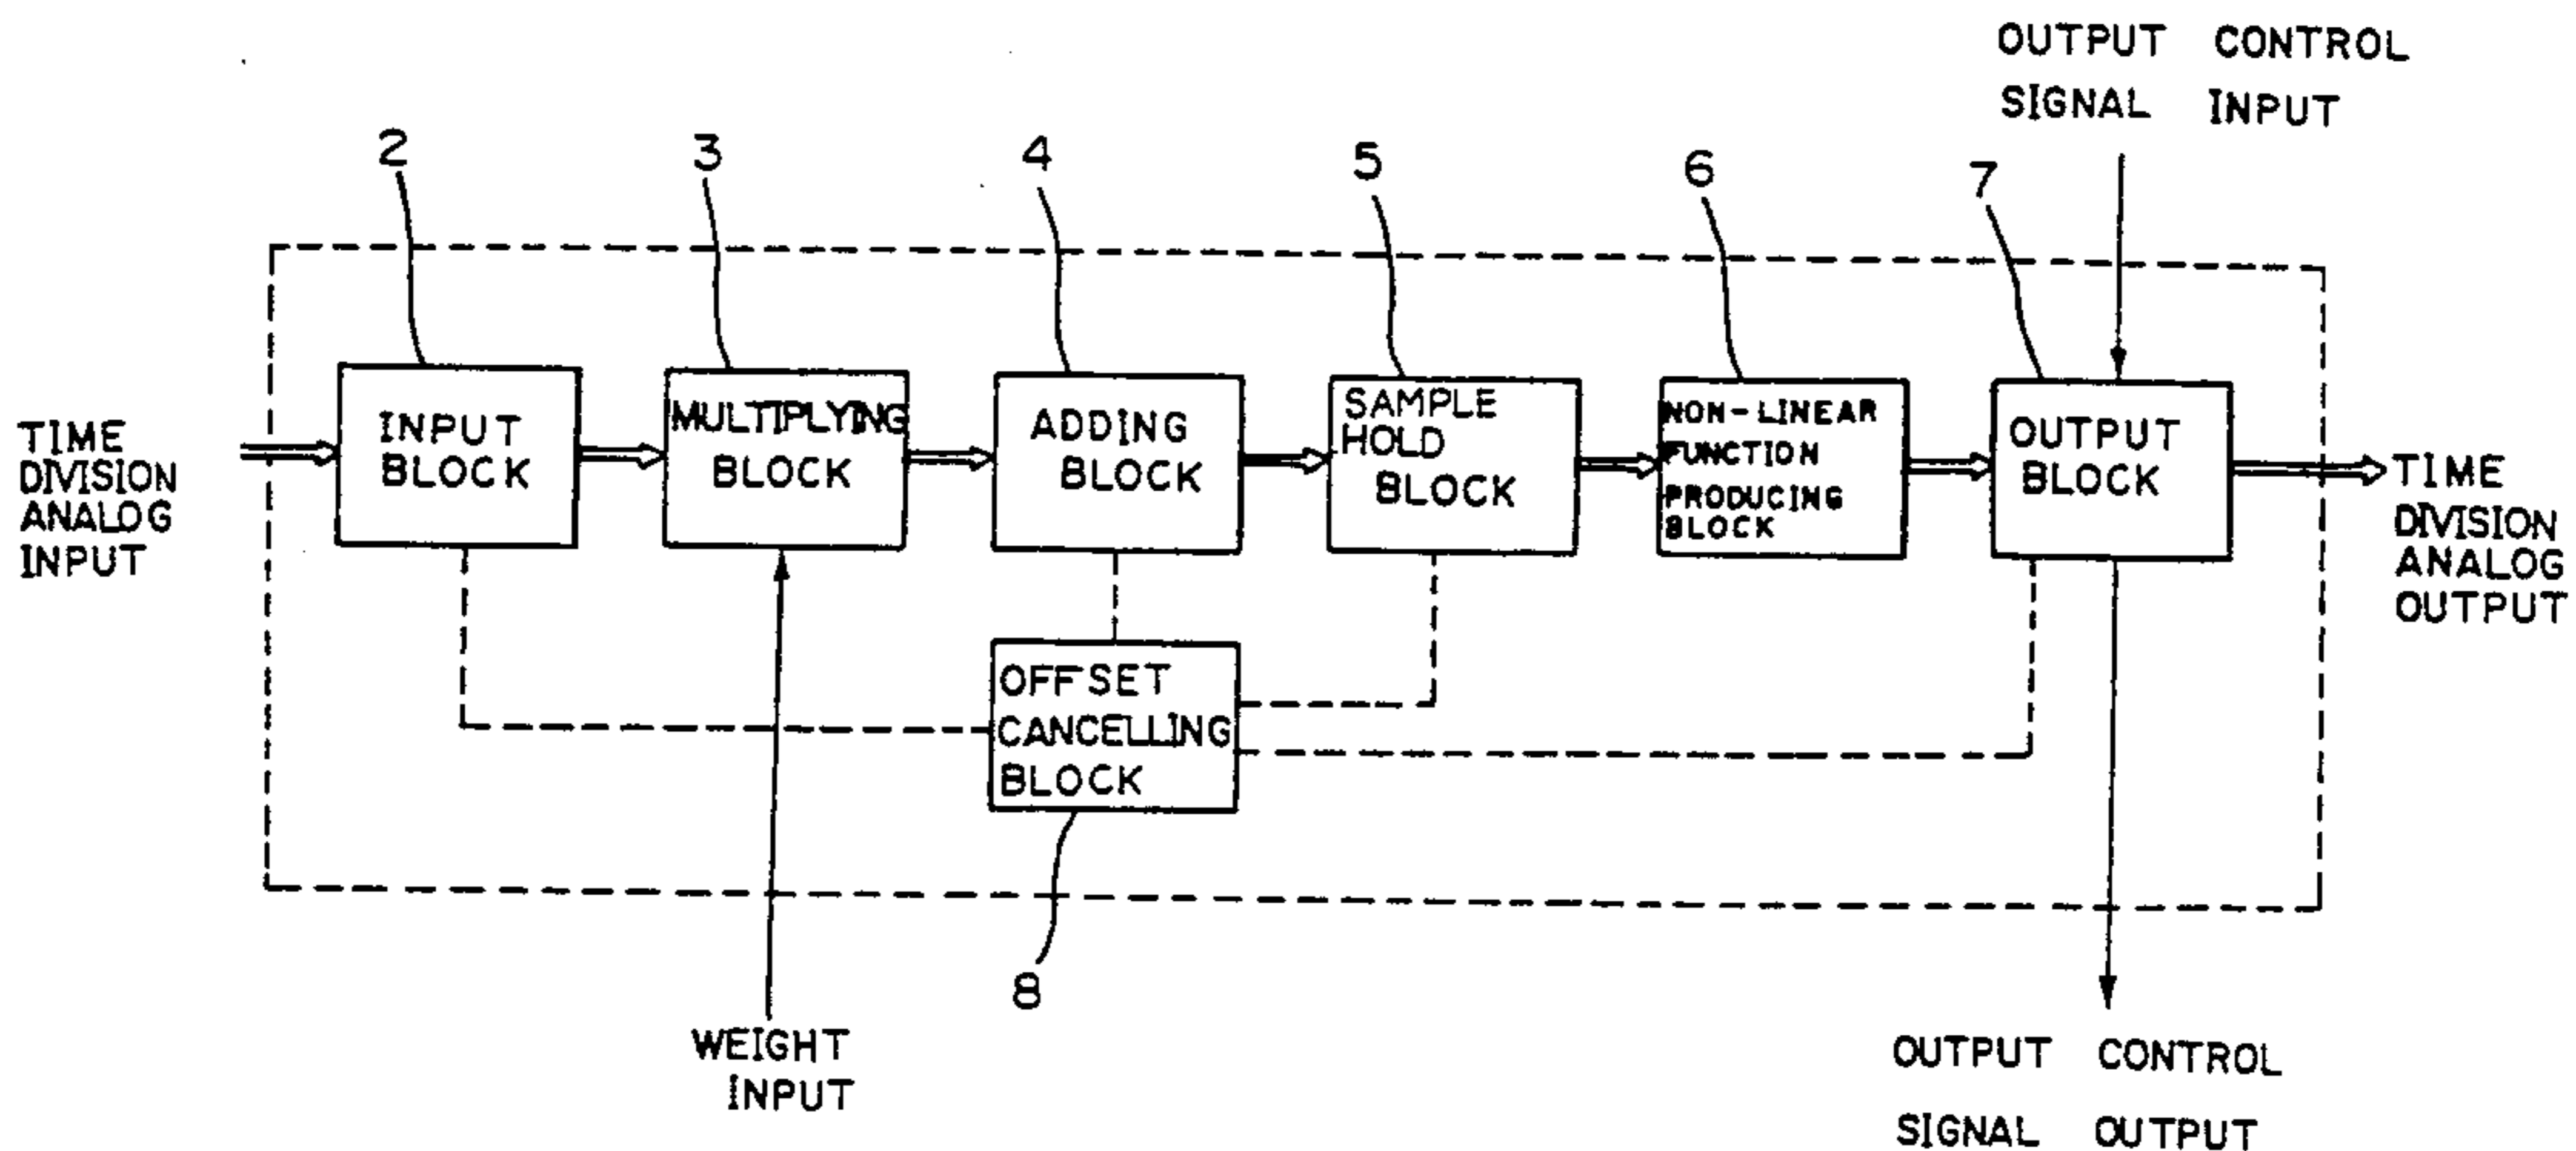 OUTPUT CONTROL
SIGNAL INPUT
2
3
4
5
6
7
TIME
DIVISION
ANALOG
INPUT
INPUT
BLOCK
MULTIPLYING
BLOCK
ADDING
BLOCK
SAMPLE
HOLD
BLOCK
NON-LINEAR
FUNCTION
PRODUCING
BLOCK
OUTPUT
BLOCK
TIME
DIVISION
ANALOG
OUTPUT
OFFSET
CANCELLING
BLOCK
8
WEIGHT
INPUT
OUTPUT CONTROL
SIGNAL OUTPUT